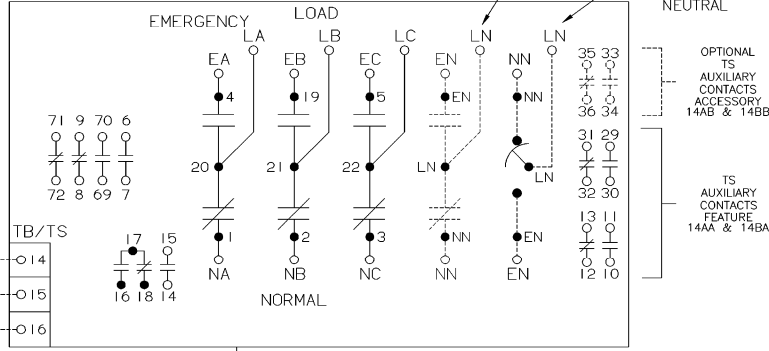 NEUTRAL
EMERGENCY LOAD
LA LB LC LN LN
EA EB EC EN NN 35 33
4 19 5 EN NN 36 34
OPTIONAL
TS
AUXILIARY
CONTACTS
ACCESSORY
14AB & 14BB
71 9 70 6
31 29
20 21 22 LN LN
72 8 69 7
32 30
TS
AUXILIARY
CONTACTS
FEATURE
14AA & 14BA
13 11
TB/TS 17 15
1 2 3 NN EN
14
NA NB NC NN EN 12 10
15 16 18 14
NORMAL
16